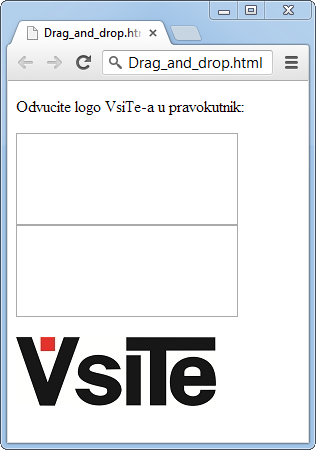 Drag_and_drop.htm
Drag_and_drop.html
Odvucite logo VsiTe-a u pravokutnik:
VsiTe